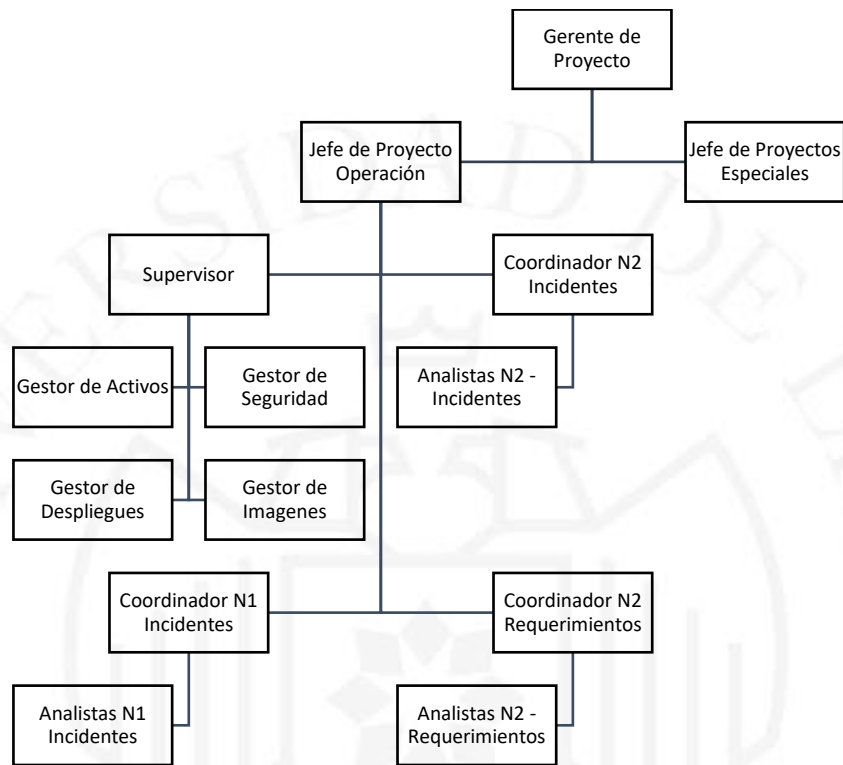 Gerente de
Proyecto
Jefe de Proyecto
Operación
Jefe de Proyectos
Especiales
Supervisor
Coordinador N2
Incidentes
Gestor de Activos
Gestor de
Seguridad
Analistas N2 -
Incidentes
Gestor de
Despliegues
Gestor de
Imagenes
Coordinador N1
Incidentes
Coordinador N2
Requerimientos
Analistas N1
Incidentes
Analistas N2 -
Requerimientos